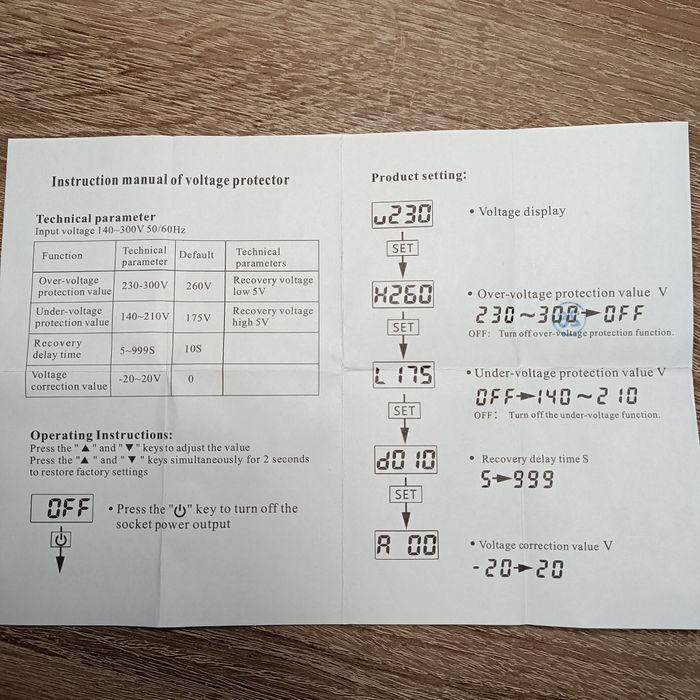 Instruction manual of voltage protector
Technical parameter
Input voltage 140~300V 50/60Hz
Function Technical parameter Default Technical parameters
Over-voltage protection value 230-300V 260V Recovery voltage low 5V
Under-voltage protection value 140~210V 175V Recovery voltage high 5V
Recovery delay time 5~999S 10S
Voltage correction value -20~20V 0
Operating Instructions:
Press the "▲" and "▼" keys to adjust the value
Press the "▲ and "▼" keys simultaneously for 2 seconds
to restore factory settings
OFF
• Press the "⏻" key to turn off the
socket power output
Product setting:
u230 • Voltage display
SET
H260 • Over-voltage protection value V
230~300→OFF
SET
OFF: Turn off over-voltage protection function.
L175 • Under-voltage protection value V
OFF→140~210
SET
OFF: Turn off the under-voltage function.
d010 • Recovery delay time S
5→999
SET
A 00 • Voltage correction value V
-20→20